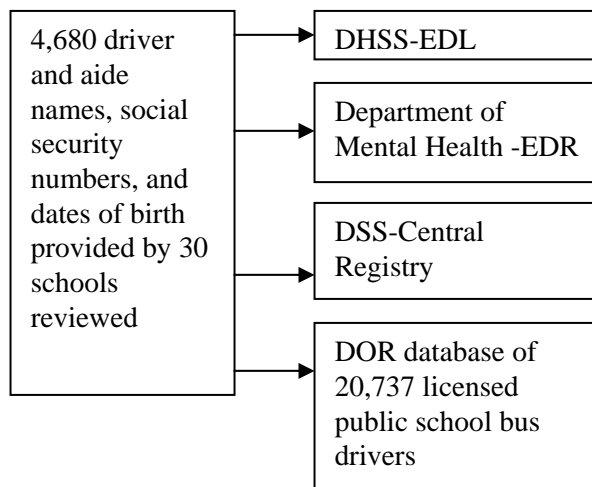 4,680 driver
and aide
names, social
security
numbers, and
dates of birth
provided by 30
schools
reviewed
DHSS-EDL
Department of
Mental Health -EDR
DSS-Central
Registry
DOR database of
20,737 licensed
public school bus
drivers